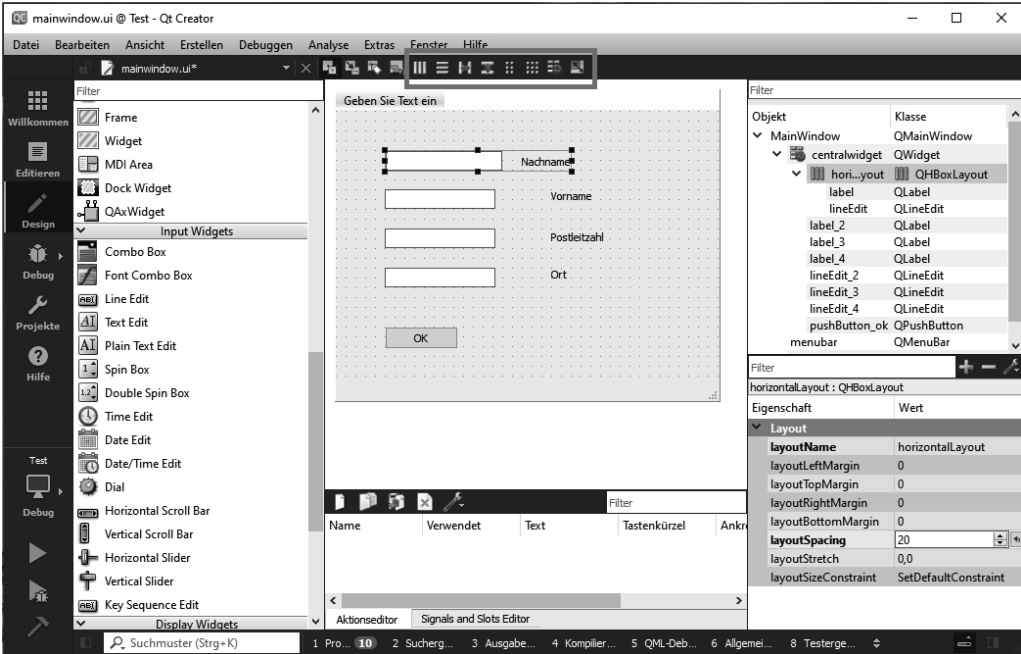 mainwindow.ui @ Test - Qt Creator
Datei Bearbeiten Ansicht Erstellen Debuggen Analyse Extras Fenster Hilfe
mainwindow.ui*
Willkommen
Editieren
Design
Debug
Projekte
Hilfe
Test
Debug
Filter
Frame
Widget
MDI Area
Dock Widget
QAxWidget
Input Widgets
Combo Box
Font Combo Box
Line Edit
Text Edit
Plain Text Edit
Spin Box
Double Spin Box
Time Edit
Date Edit
Date/Time Edit
Dial
Horizontal Scroll Bar
Vertical Scroll Bar
Horizontal Slider
Vertical Slider
Key Sequence Edit
Display Widgets
Geben Sie Text ein
Nachname
Vorname
Postleitzahl
Ort
OK
Filter
Name Verwendet Text Tastenkürzel Ankr
Aktionseditor Signals and Slots Editor
Filter
Objekt Klasse
MainWindow QMainWindow
centralwidget QWidget
hori...yout QHBoxLayout
label QLabel
lineEdit QLineEdit
label_2 QLabel
label_3 QLabel
label_4 QLabel
lineEdit_2 QLineEdit
lineEdit_3 QLineEdit
lineEdit_4 QLineEdit
pushButton_ok QPushButton
menubar QMenuBar
Filter
horizontalLayout : QHBoxLayout
Eigenschaft Wert
Layout
layoutName horizontalLayout
layoutLeftMargin 0
layoutTopMargin 0
layoutRightMargin 0
layoutBottomMargin 0
layoutSpacing 20
layoutStretch 0,0
layoutSizeConstraint SetDefaultConstraint
Suchmuster (Strg+K) 1 Pro... 10 2 Sucherg... 3 Ausgabe... 4 Kompilier... 5 QML-Deb... 6 Allgemei... 8 Testerge...